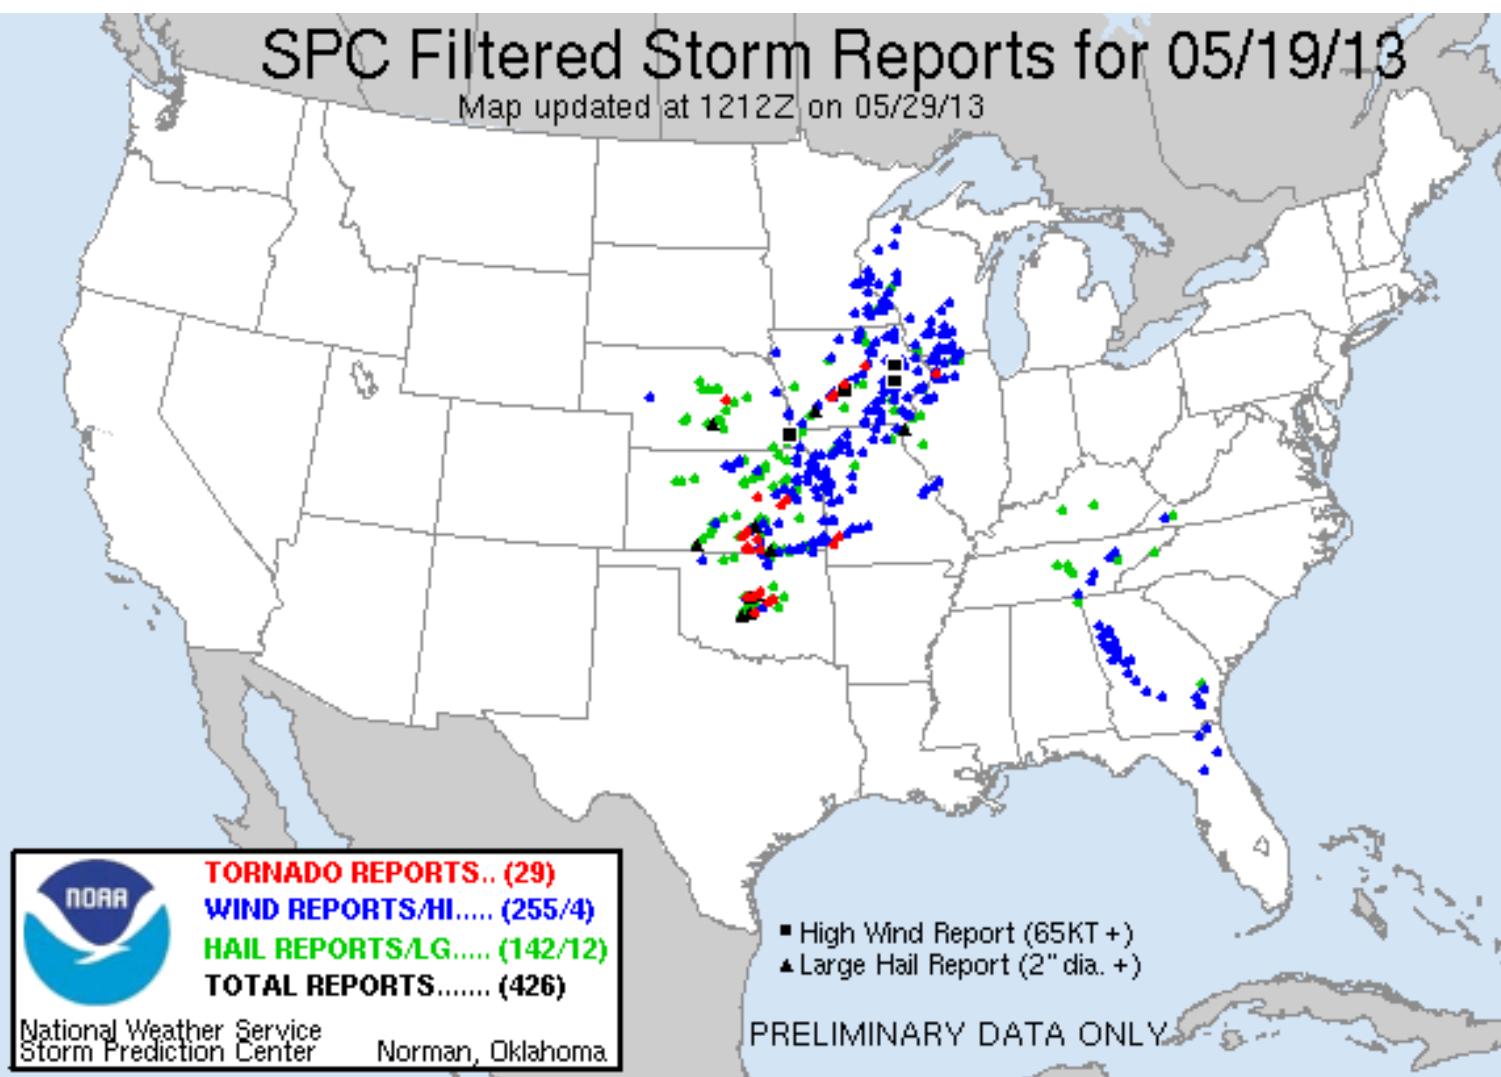 SPC Filtered Storm Reports for 05/19/13
Map updated at 1212Z on 05/29/13
NOAA
TORNADO REPORTS.. (29)
WIND REPORTS/HI..... (255/4)
HAIL REPORTS/LG..... (142/12)
TOTAL REPORTS....... (426)
National Weather Service
Storm Prediction Center Norman, Oklahoma
High Wind Report (65KT +)
Large Hail Report (2" dia. +)
PRELIMINARY DATA ONLY